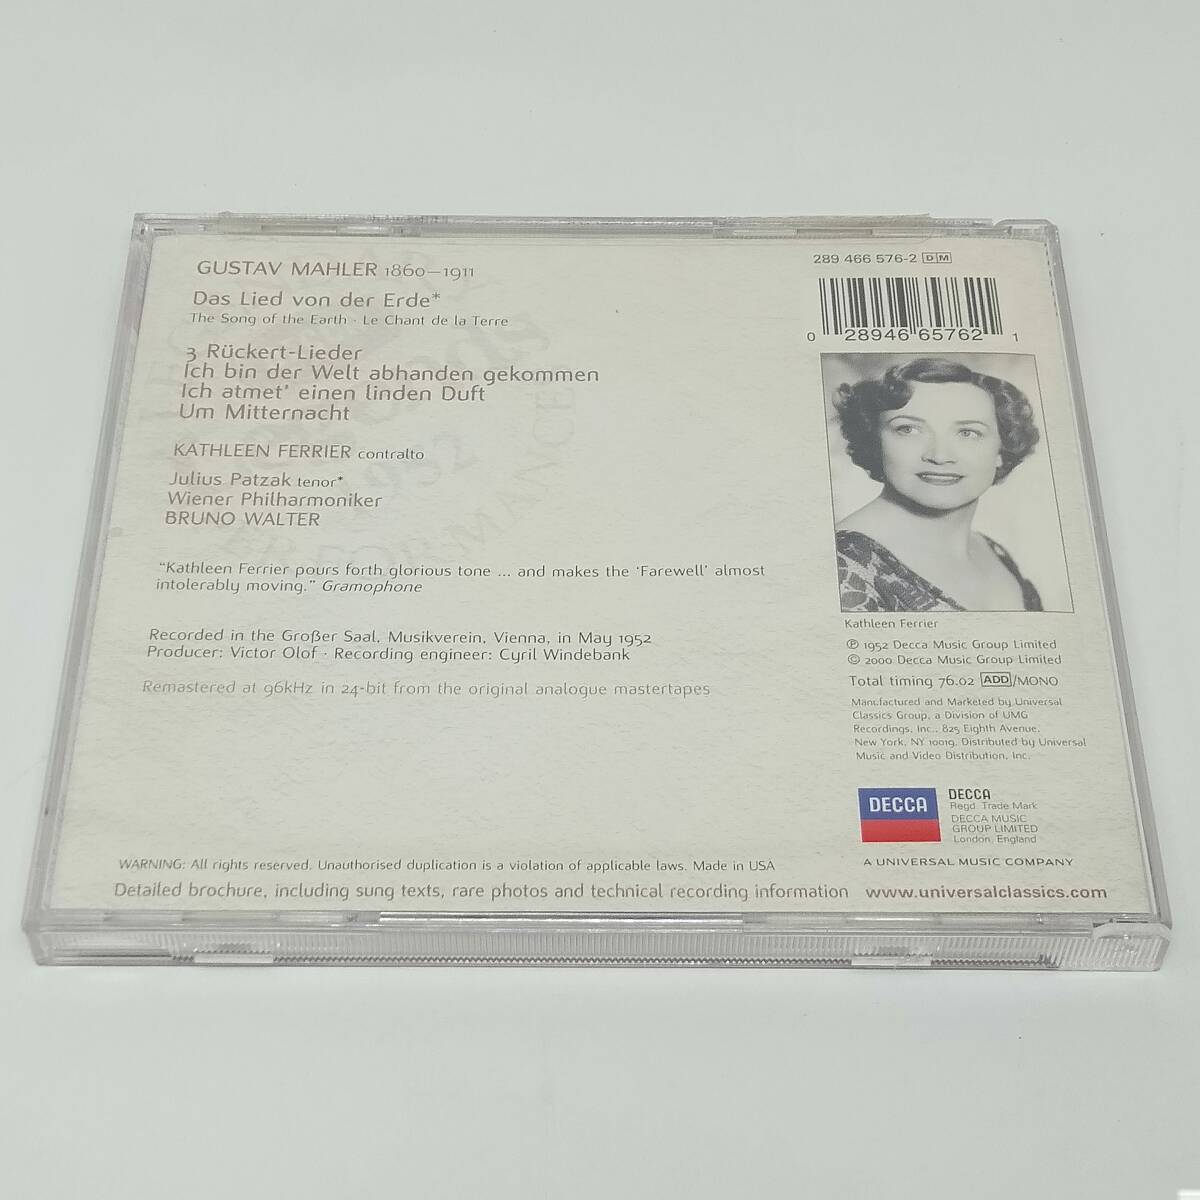 GUSTAV MAHLER 1860–1911
Das Lied von der Erde*
The Song of the Earth · Le Chant de la Terre
3 Rückert-Lieder
Ich bin der Welt abhanden gekommen
Ich atmet' einen linden Duft
Um Mitternacht
KATHLEEN FERRIER contralto
Julius Patzak tenor*
Wiener Philharmoniker
BRUNO WALTER
“Kathleen Ferrier pours forth glorious tone ... and makes the ‘Farewell’ almost
intolerably moving.” Gramophone
Recorded in the Großer Saal, Musikverein, Vienna, in May 1952
Producer: Victor Olof · Recording engineer: Cyril Windebank
Remastered at 96kHz in 24-bit from the original analogue mastertapes
289 466 576-2 DM
0 28946 65762 1
Kathleen Ferrier
℗ 1952 Decca Music Group Limited
© 2000 Decca Music Group Limited
Total timing 76.02 ADD/MONO
Manufactured and Marketed by Universal
Classics Group, a Division of UMG
Recordings, Inc., 825 Eighth Avenue,
New York, NY 10019. Distributed by Universal
Music and Video Distribution, Inc.
DECCA
DECCA
Regd. Trade Mark
DECCA MUSIC
GROUP LIMITED
London, England
A UNIVERSAL MUSIC COMPANY
WARNING: All rights reserved. Unauthorised duplication is a violation of applicable laws. Made in USA
Detailed brochure, including sung texts, rare photos and technical recording information www.universalclassics.com